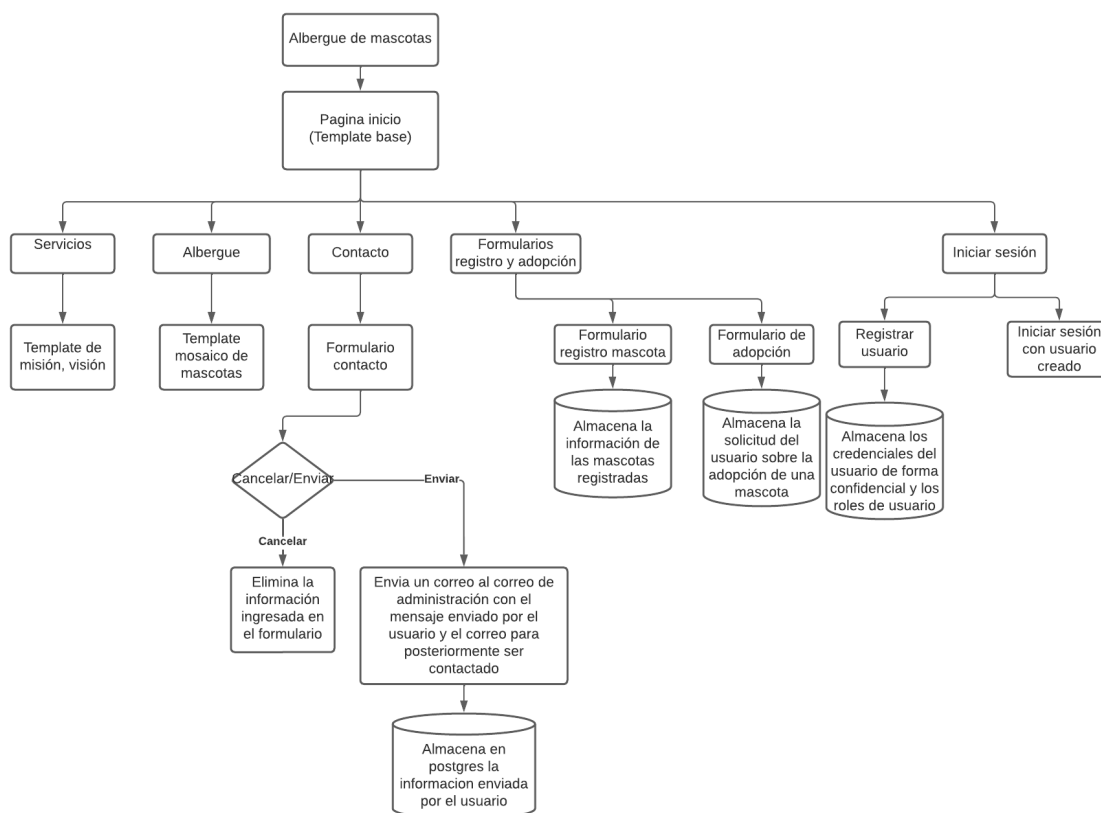 Albergue de mascotas
Pagina inicio
(Template base)
Servicios
Albergue
Contacto
Formularios
registro y adopción
Iniciar sesión
Template de
misión, visión
Template
mosaico de
mascotas
Formulario
contacto
Formulario
registro mascota
Formulario de
adopción
Registrar
usuario
Iniciar sesión
con usuario
creado
Almacena la
información de
las mascotas
registradas
Almacena la
solicitud del
usuario sobre la
adopción de una
mascota
Almacena los
credenciales del
usuario de forma
confidencial y los
roles de usuario
Cancelar/Enviar
Enviar
Cancelar
Elimina la
información
ingresada en
el formulario
Envia un correo al correo de
administración con el
mensaje enviado por el
usuario y el correo para
posteriormente ser
contactado
Almacena en
postgres la
informacion enviada
por el usuario